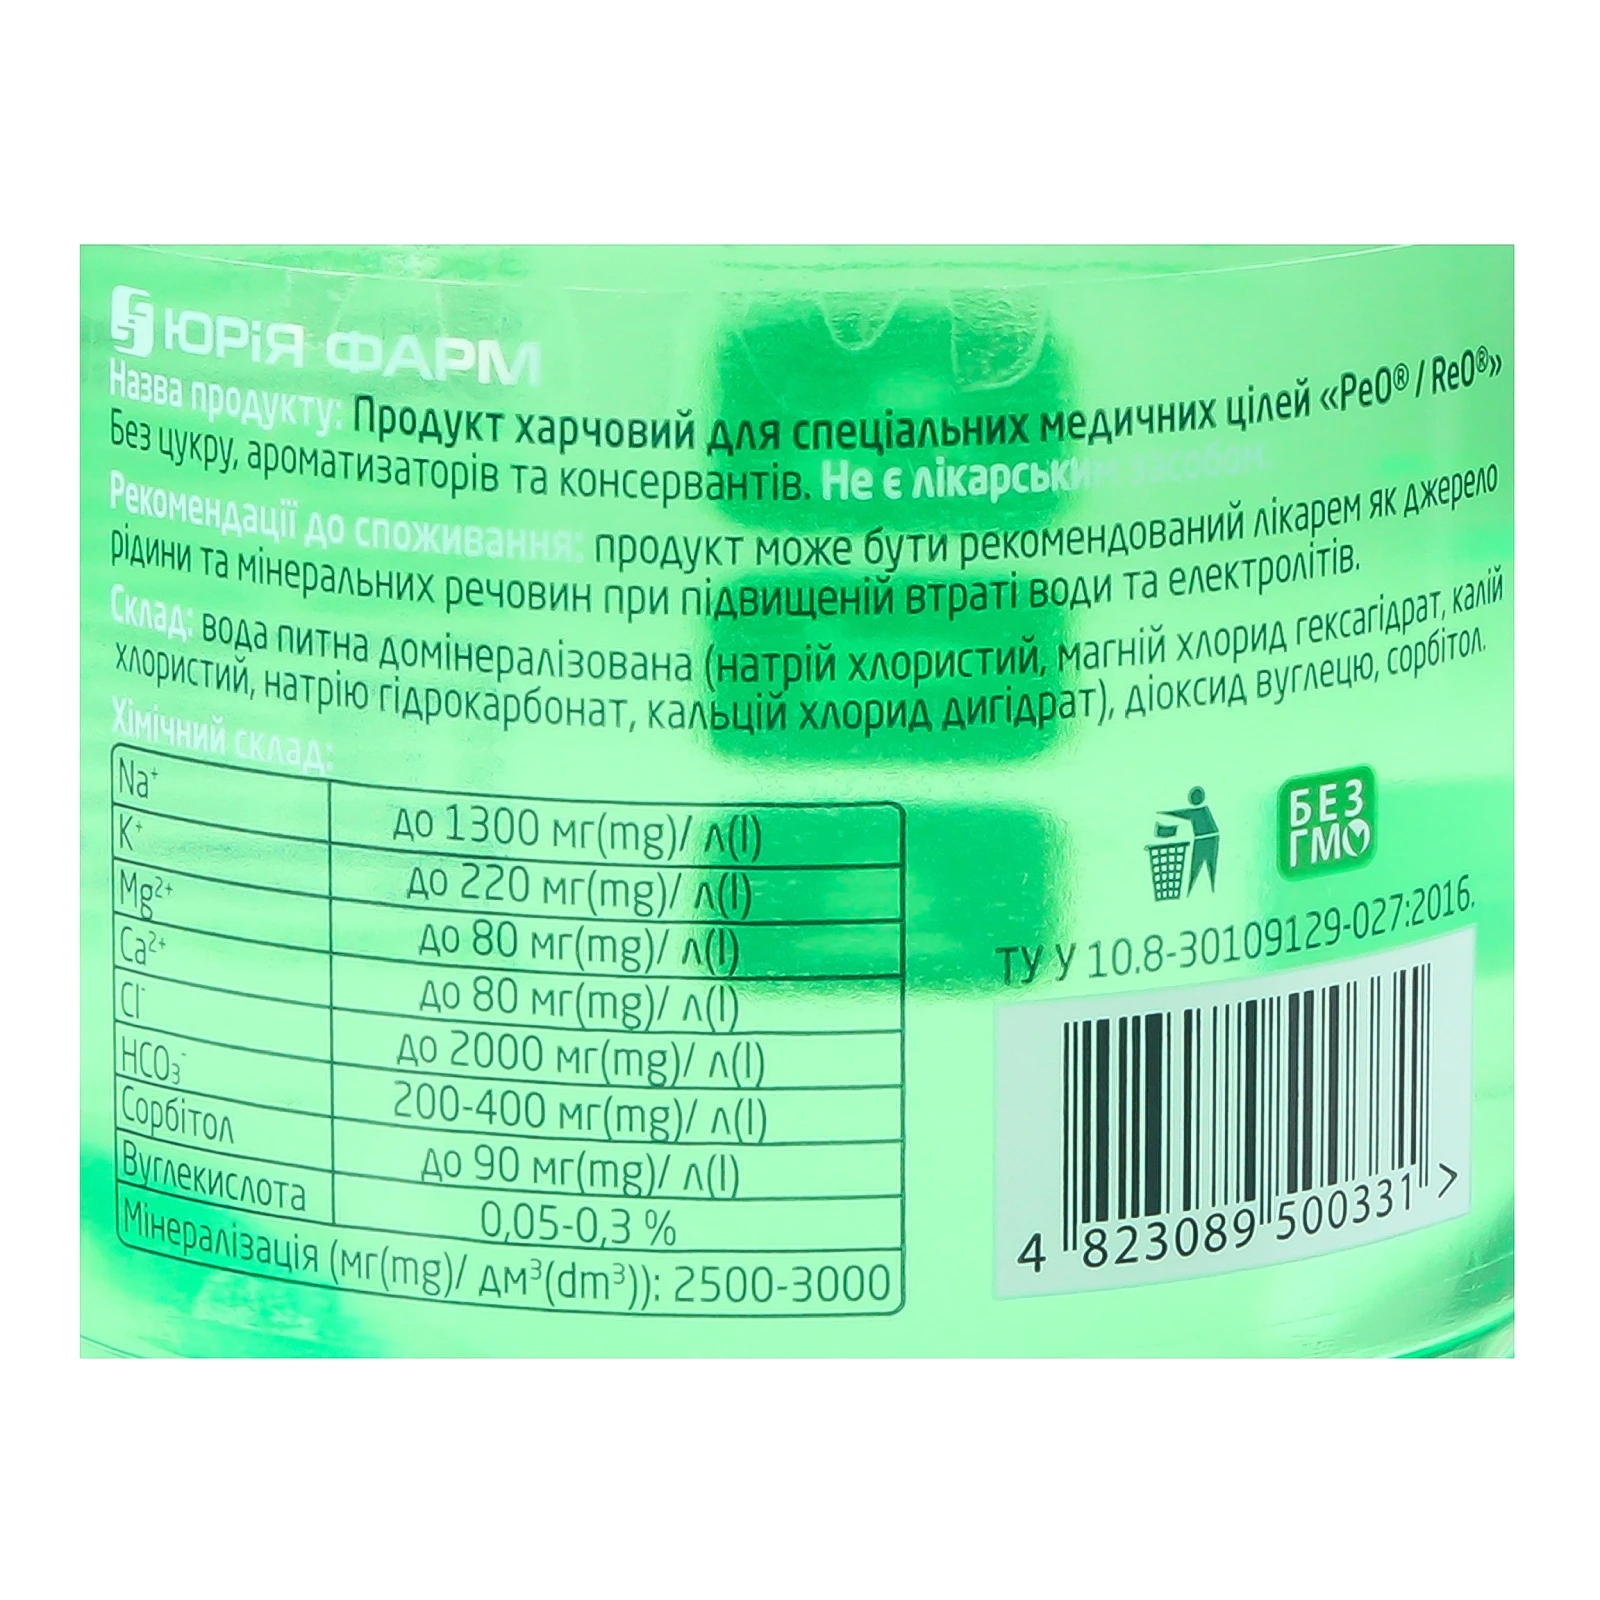 ЮРіЯ ФАРМ
Назва продукту: Продукт харчовий для спеціальних медичних цілей «РеО® / ReO®»
Без цукру, ароматизаторів та консервантів. Не є лікарським засобом.
Рекомендації до споживання: продукт може бути рекомендований лікарем як джерело
рідини та мінеральних речовин при підвищеній втраті води та електролітів.
Склад: вода питна домінералізована (натрій хлористий, магній хлорид гексагідрат, калій
хлористий, натрію гідрокарбонат, кальцій хлорид дигідрат), діоксид вуглецю, сорбітол.
Хімічний склад:
Na⁺ до 1300 мг(mg)/ л(l)
K⁺ до 220 мг(mg)/ л(l)
Mg²⁺ до 80 мг(mg)/ л(l)
Ca²⁺ до 80 мг(mg)/ л(l)
Cl⁻ до 2000 мг(mg)/ л(l)
HCO₃⁻ 200-400 мг(mg)/ л(l)
Сорбітол до 90 мг(mg)/ л(l)
Вуглекислота 0,05-0,3 %
Мінералізація (мг(mg)/ дм³(dm³)): 2500-3000
БЕЗ
ГМО
ТУ У 10.8-30109129-027:2016.
4 823089 500331 >